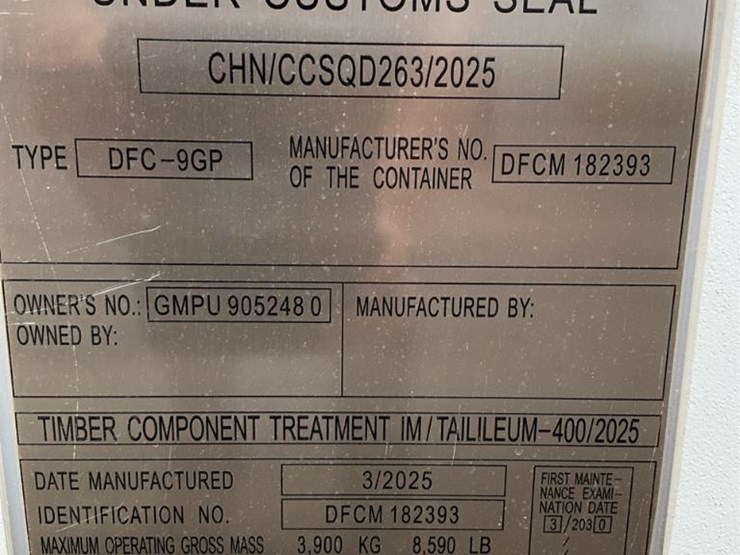 UNDER CUSTOMS SEAL
CHN/CCSQD263/2025
TYPE DFC-9GP MANUFACTURER'S NO. OF THE CONTAINER DFCM 182393
OWNER'S NO.: GMPU 905248 0 MANUFACTURED BY:
OWNED BY:
TIMBER COMPONENT TREATMENT IM/TAILILEUM-400/2025
DATE MANUFACTURED 3/2025
IDENTIFICATION NO. DFCM 182393
MAXIMUM OPERATING GROSS MASS 3,900 KG 8,590 LB
FIRST MAINTE-
NANCE EXAMI-
NATION DATE
3/2030